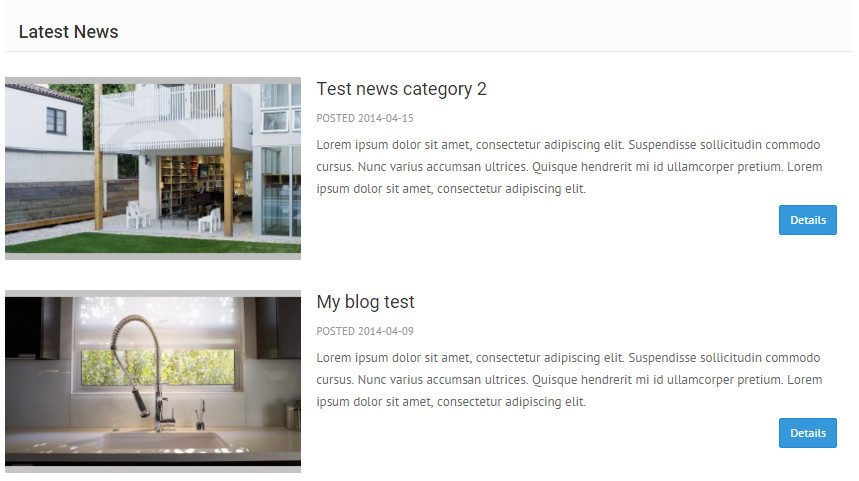 Latest News
Test news category 2
POSTED 2014-04-15
Lorem ipsum dolor sit amet, consectetur adipiscing elit. Suspendisse sollicitudin commodo
cursus. Nunc varius accumsan ultrices. Quisque hendrerit mi id ullamcorper pretium. Lorem
ipsum dolor sit amet, consectetur adipiscing elit.
Details
My blog test
POSTED 2014-04-09
Lorem ipsum dolor sit amet, consectetur adipiscing elit. Suspendisse sollicitudin commodo
cursus. Nunc varius accumsan ultrices. Quisque hendrerit mi id ullamcorper pretium. Lorem
ipsum dolor sit amet, consectetur adipiscing elit.
Details